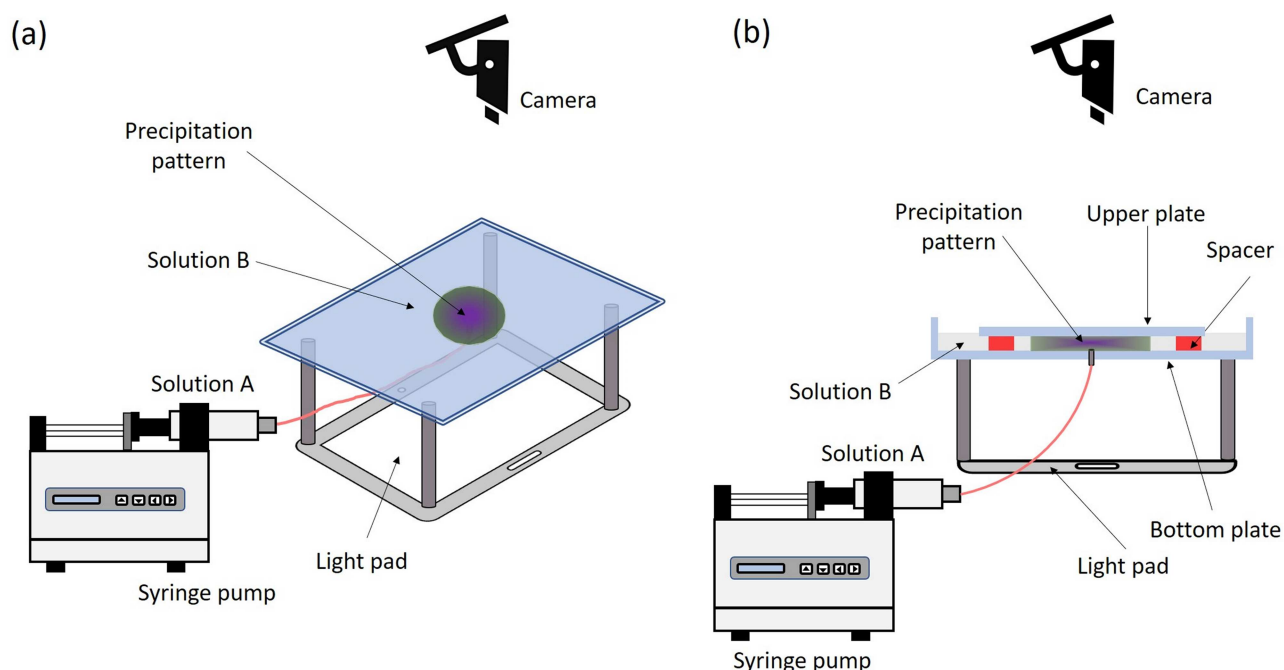 (a)
Camera
Precipitation
pattern
Solution B
Solution A
Light pad
Syringe pump
(b)
Camera
Precipitation
pattern
Upper plate
Spacer
Solution B
Solution A
Bottom plate
Light pad
Syringe pump